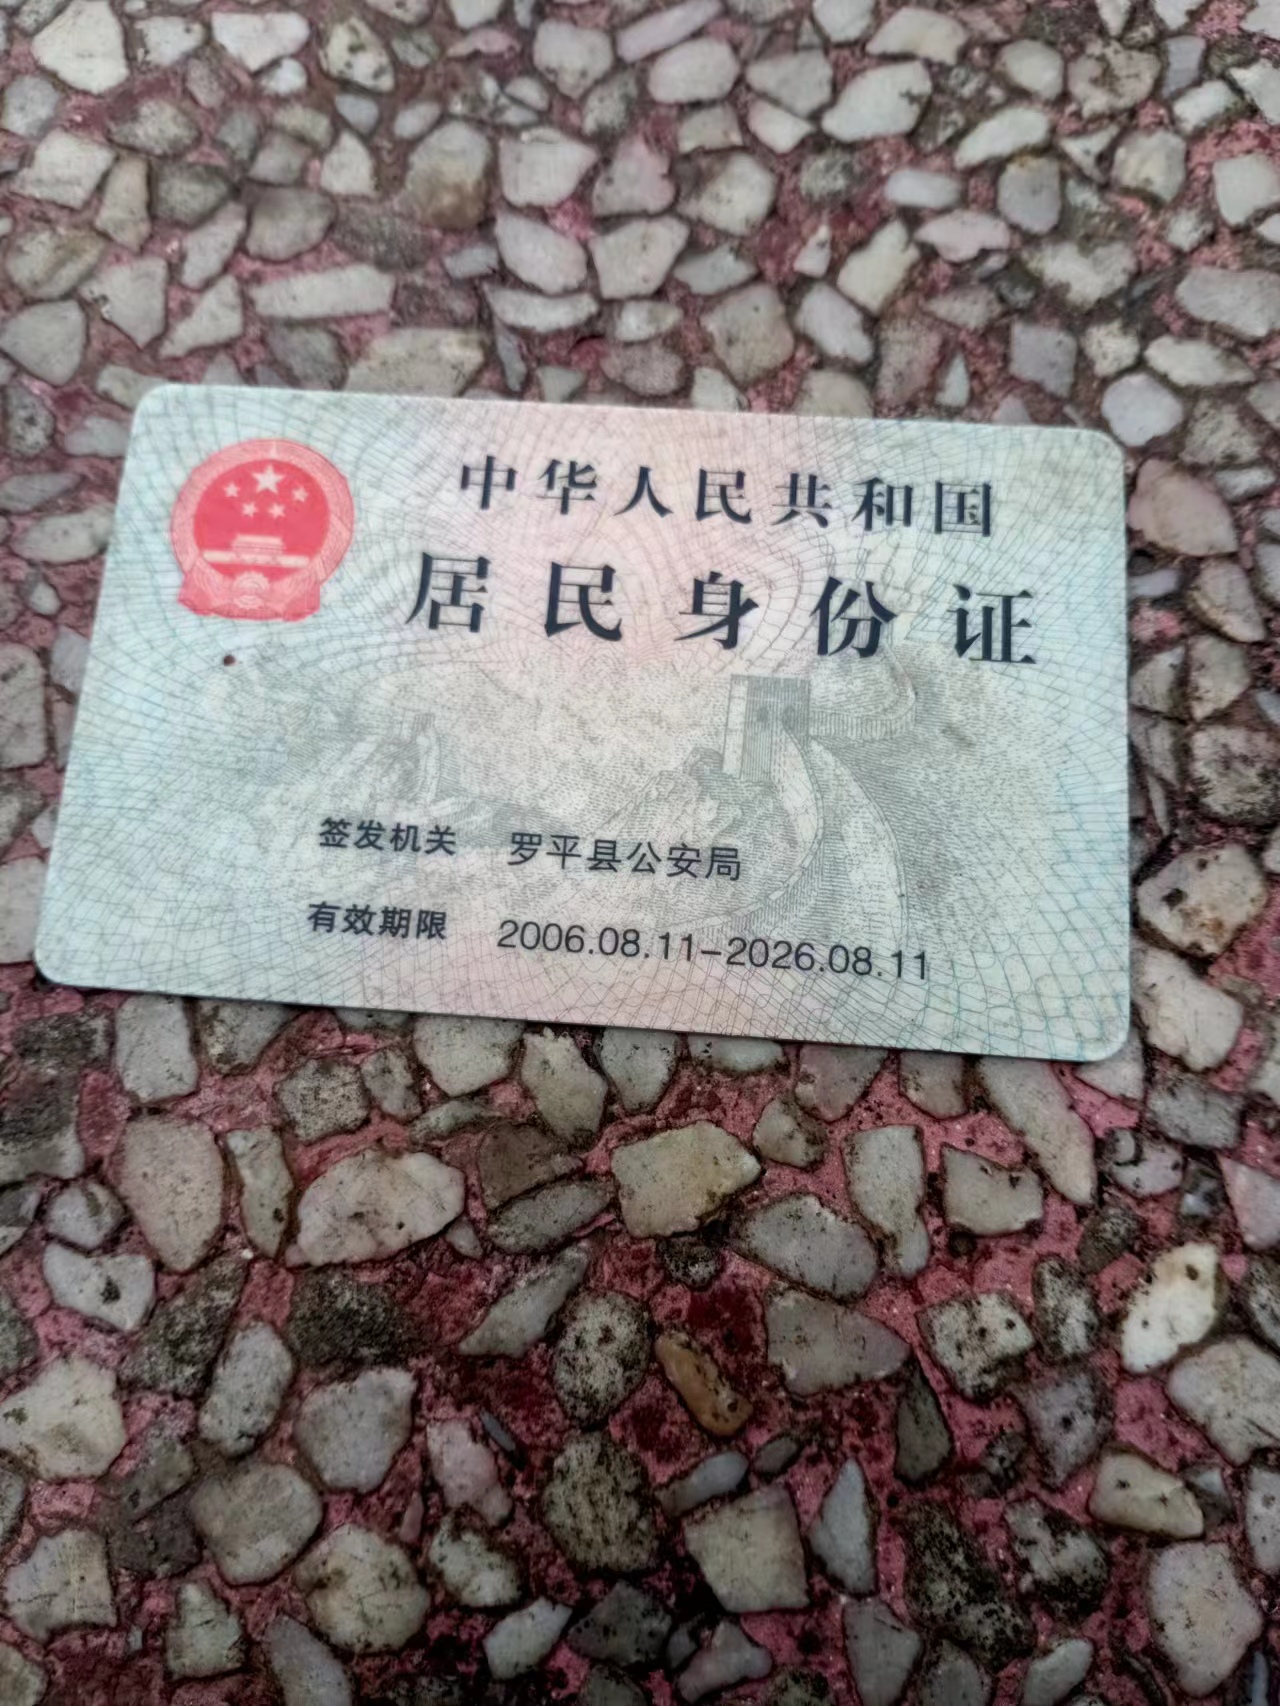 中华人民共和国
居民身份证
签发机关 罗平县公安局
有效期限 2006.08.11-2026.08.11